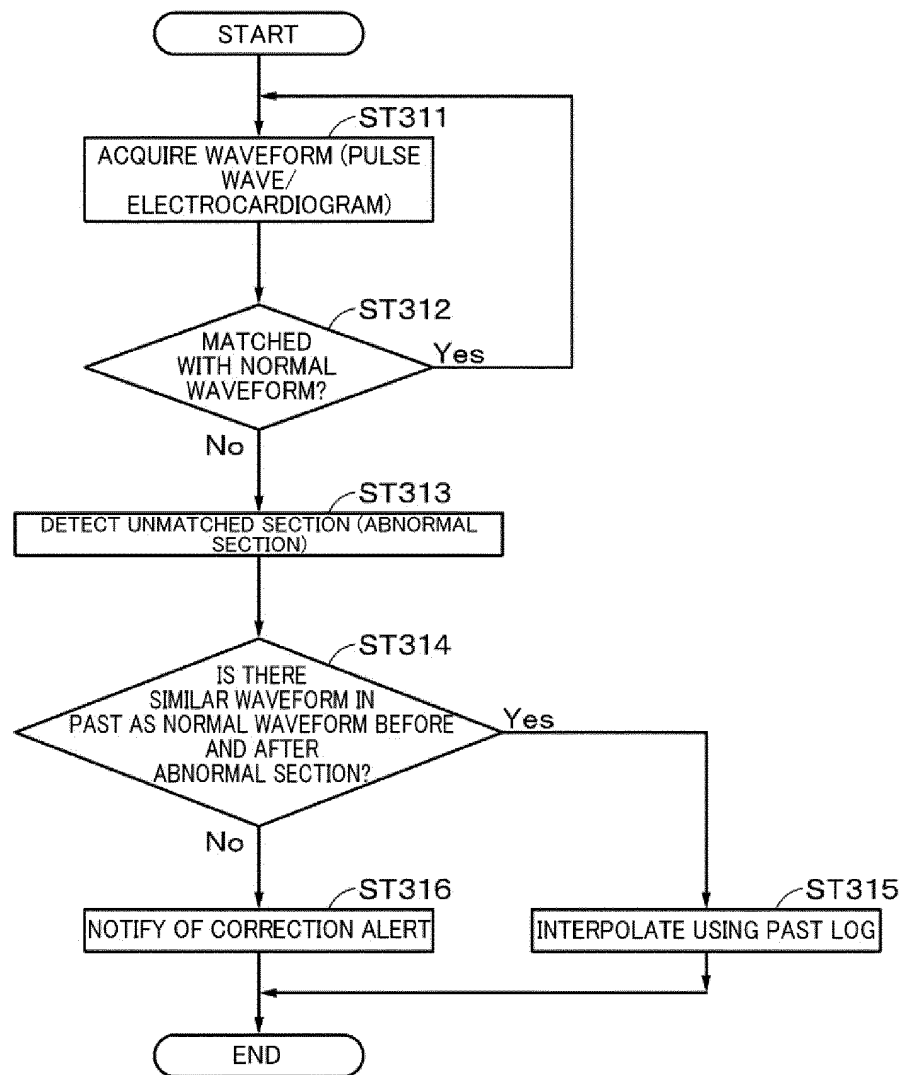 START
ST311
ACQUIRE WAVEFORM (PULSE
WAVE/
ELECTROCARDIOGRAM)
ST312
MATCHED
WITH NORMAL
WAVEFORM?
Yes
No
ST313
DETECT UNMATCHED SECTION (ABNORMAL
SECTION)
ST314
IS THERE
SIMILAR WAVEFORM IN
PAST AS NORMAL WAVEFORM BEFORE
AND AFTER
ABNORMAL SECTION?
Yes
No
ST316
NOTIFY OF CORRECTION ALERT
ST315
INTERPOLATE USING PAST LOG
END